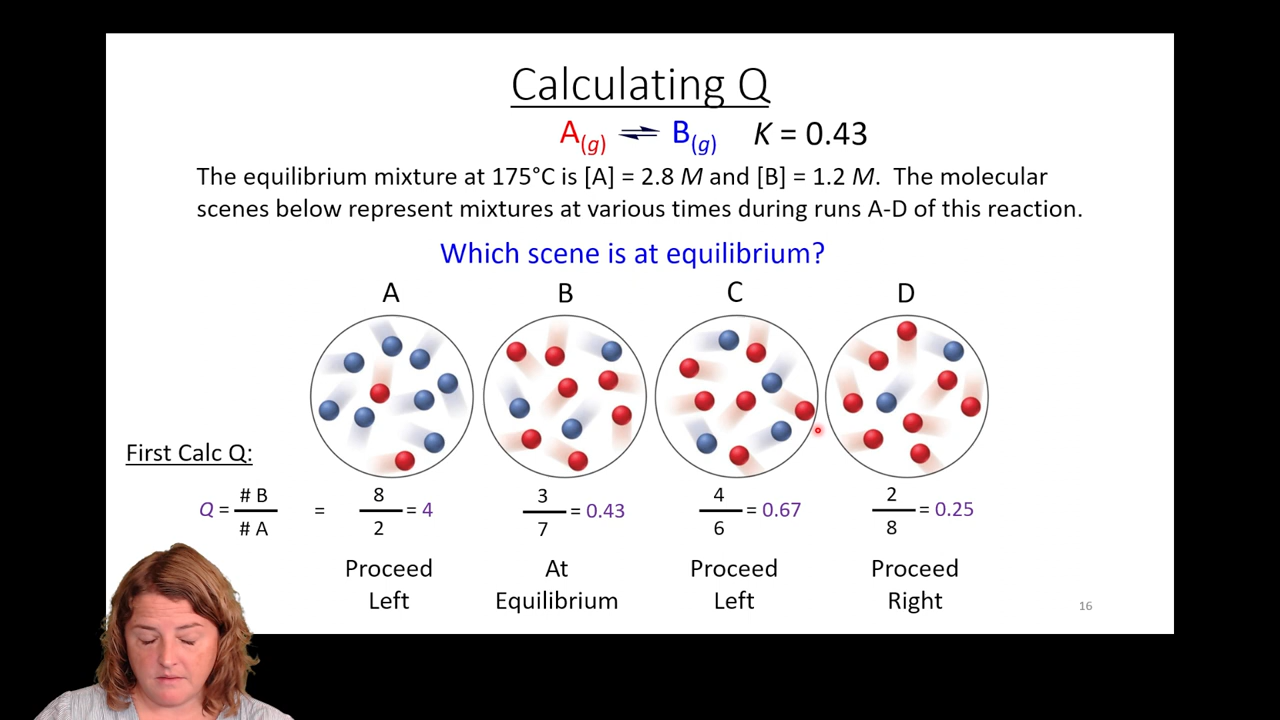 Calculating Q
A(g) ⇌ B(g) K = 0.43
The equilibrium mixture at 175°C is [A] = 2.8 M and [B] = 1.2 M. The molecular
scenes below represent mixtures at various times during runs A-D of this reaction.
Which scene is at equilibrium?
A B C D
First Calc Q:
Q = # B / # A = 8 / 2 = 4 3 / 7 = 0.43 4 / 6 = 0.67 2 / 8 = 0.25
Proceed At Proceed Proceed
Left Equilibrium Left Right
16